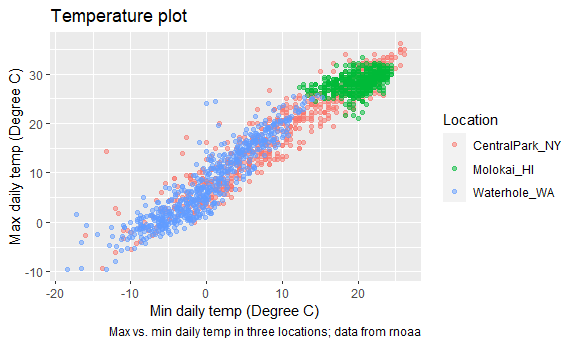 Temperature plot
Max daily temp (Degree C)
30
20
10
0
-10
-20
-10
0
10
20
Min daily temp (Degree C)
Max vs. min daily temp in three locations; data from rnoaa
Location
CentralPark_NY
Molokai_HI
Waterhole_WA